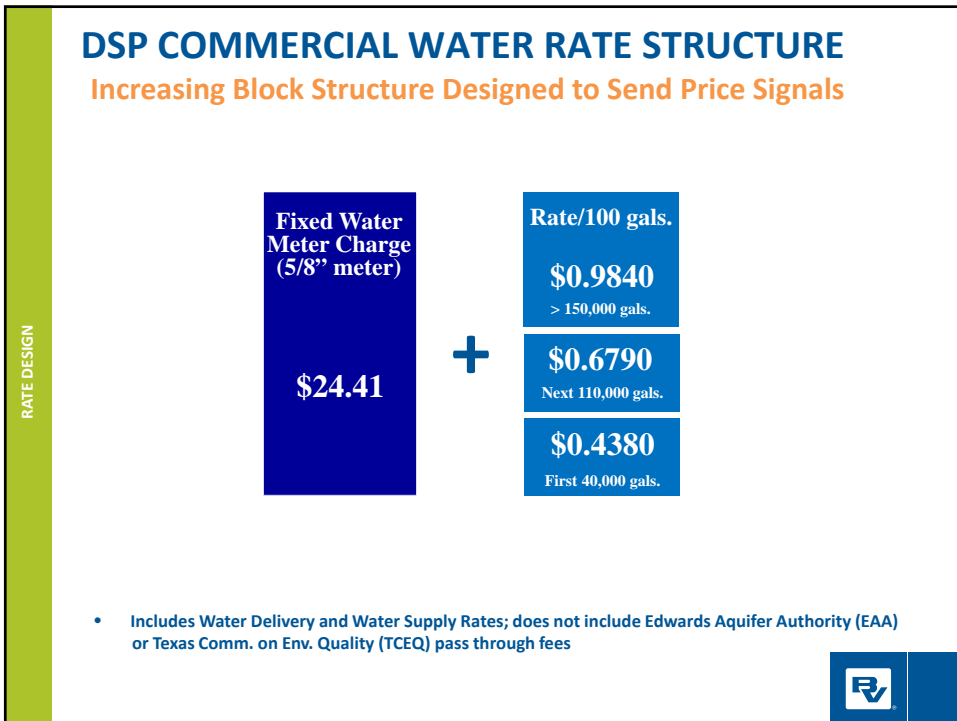 DSP COMMERCIAL WATER RATE STRUCTURE
Increasing Block Structure Designed to Send Price Signals
RATE DESIGN
Fixed Water
Meter Charge
(5/8” meter)
$24.41
+
Rate/100 gals.
$0.9840
> 150,000 gals.
$0.6790
Next 110,000 gals.
$0.4380
First 40,000 gals.
• Includes Water Delivery and Water Supply Rates; does not include Edwards Aquifer Authority (EAA)
or Texas Comm. on Env. Quality (TCEQ) pass through fees
BV